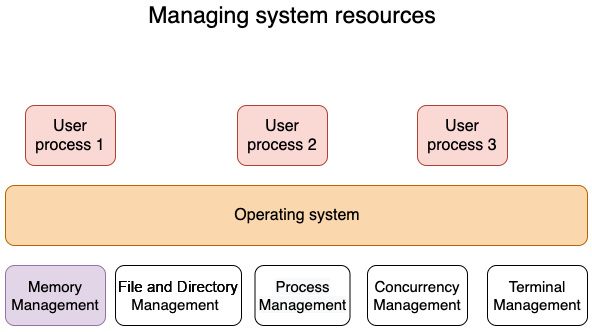 Managing system resources
User
process 1
User
process 2
User
process 3
Operating system
Memory
Management
File and Directory
Management
Process
Management
Concurrency
Management
Terminal
Management